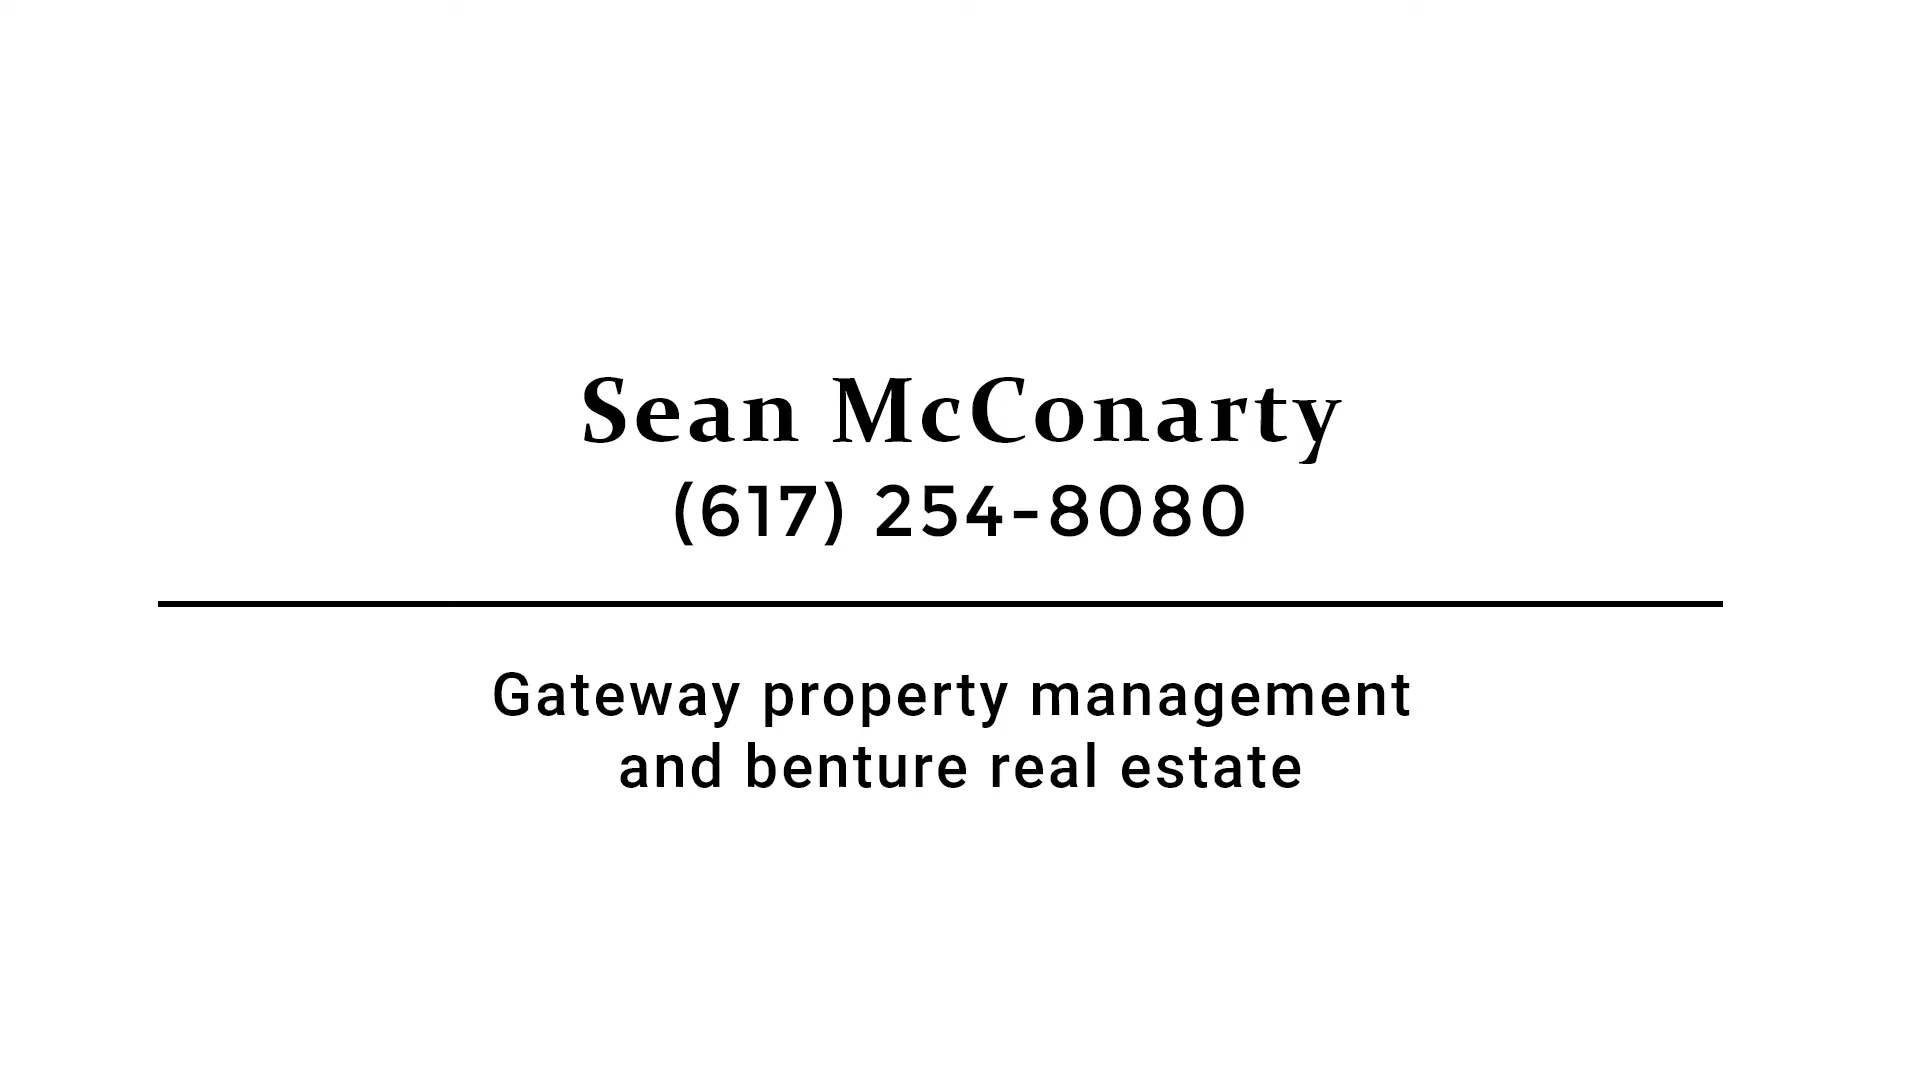 Sean McConarty
(617) 254-8080
Gateway property management
and benture real estate